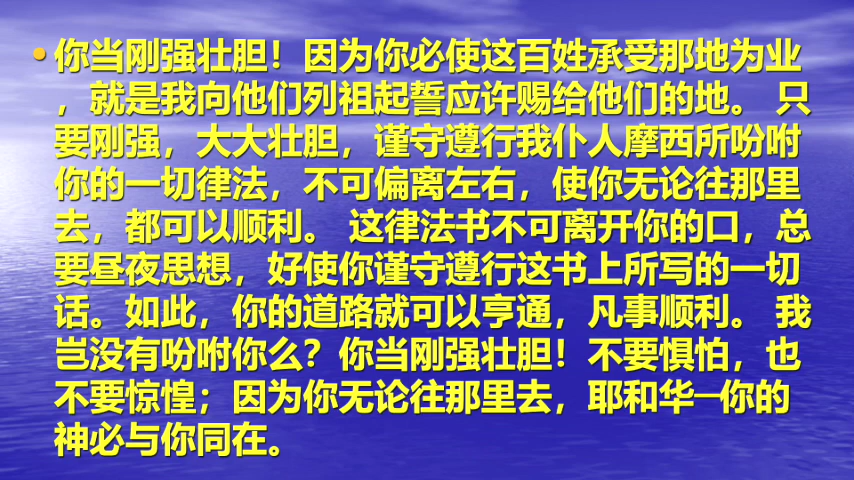 • 你当刚强壮胆！因为你必使这百姓承受那地为业
，就是我向他们列祖起誓应许赐给他们的地。 只
要刚强，大大壮胆，谨守遵行我仆人摩西所吩咐
你的一切律法，不可偏离左右，使你无论往那里
去，都可以顺利。 这律法书不可离开你的口，总
要昼夜思想，好使你谨守遵行这书上所写的一切
话。如此，你的道路就可以亨通，凡事顺利。 我
岂没有吩咐你么？你当刚强壮胆！不要惧怕，也
不要惊惶；因为你无论往那里去，耶和华─你的
神必与你同在。